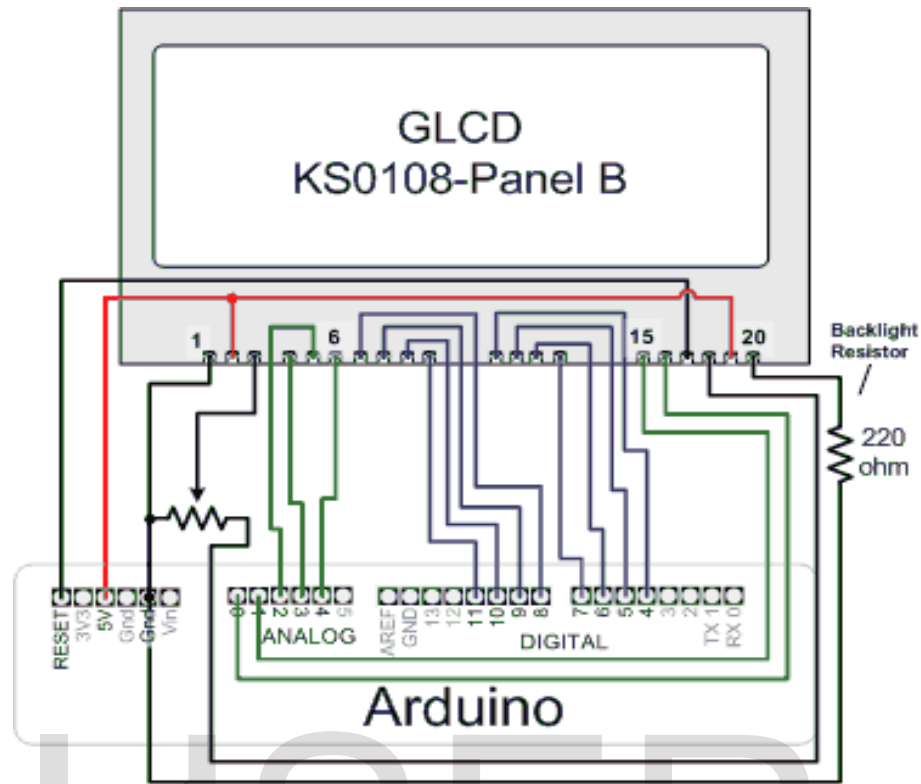 GLCD
KS0108-Panel B
1
6
15
20
Backlight
Resistor
220
ohm
RESET
3V3
5V
Gnd
Gnd
Vin
0
1
2
3
4
5
ANALOG
AREF
GND
13
12
11
10
9
8
7
6
5
4
3
2
TX 1
RX 0
DIGITAL
Arduino